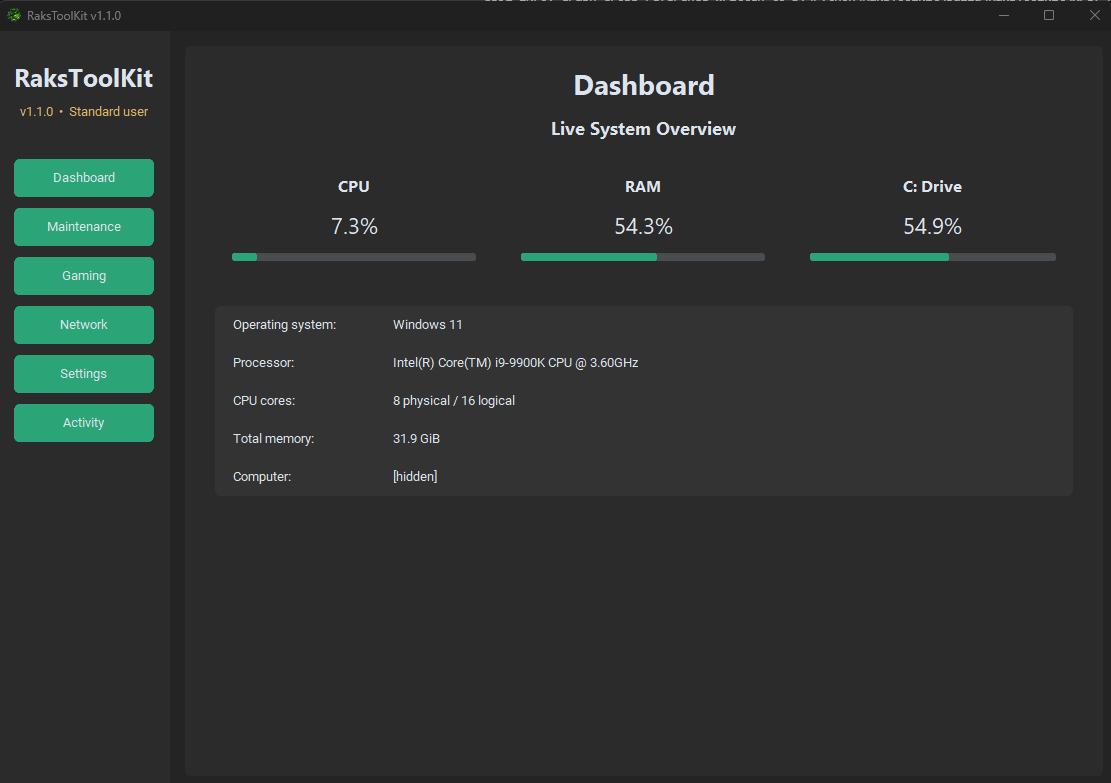 RaksToolKit v1.1.0
RaksToolKit
v1.1.0 • Standard user
Dashboard
Maintenance
Gaming
Network
Settings
Activity
Dashboard
Live System Overview
CPU
7.3%
RAM
54.3%
C: Drive
54.9%
Operating system: Windows 11
Processor: Intel(R) Core(TM) i9-9900K CPU @ 3.60GHz
CPU cores: 8 physical / 16 logical
Total memory: 31.9 GiB
Computer: [hidden]